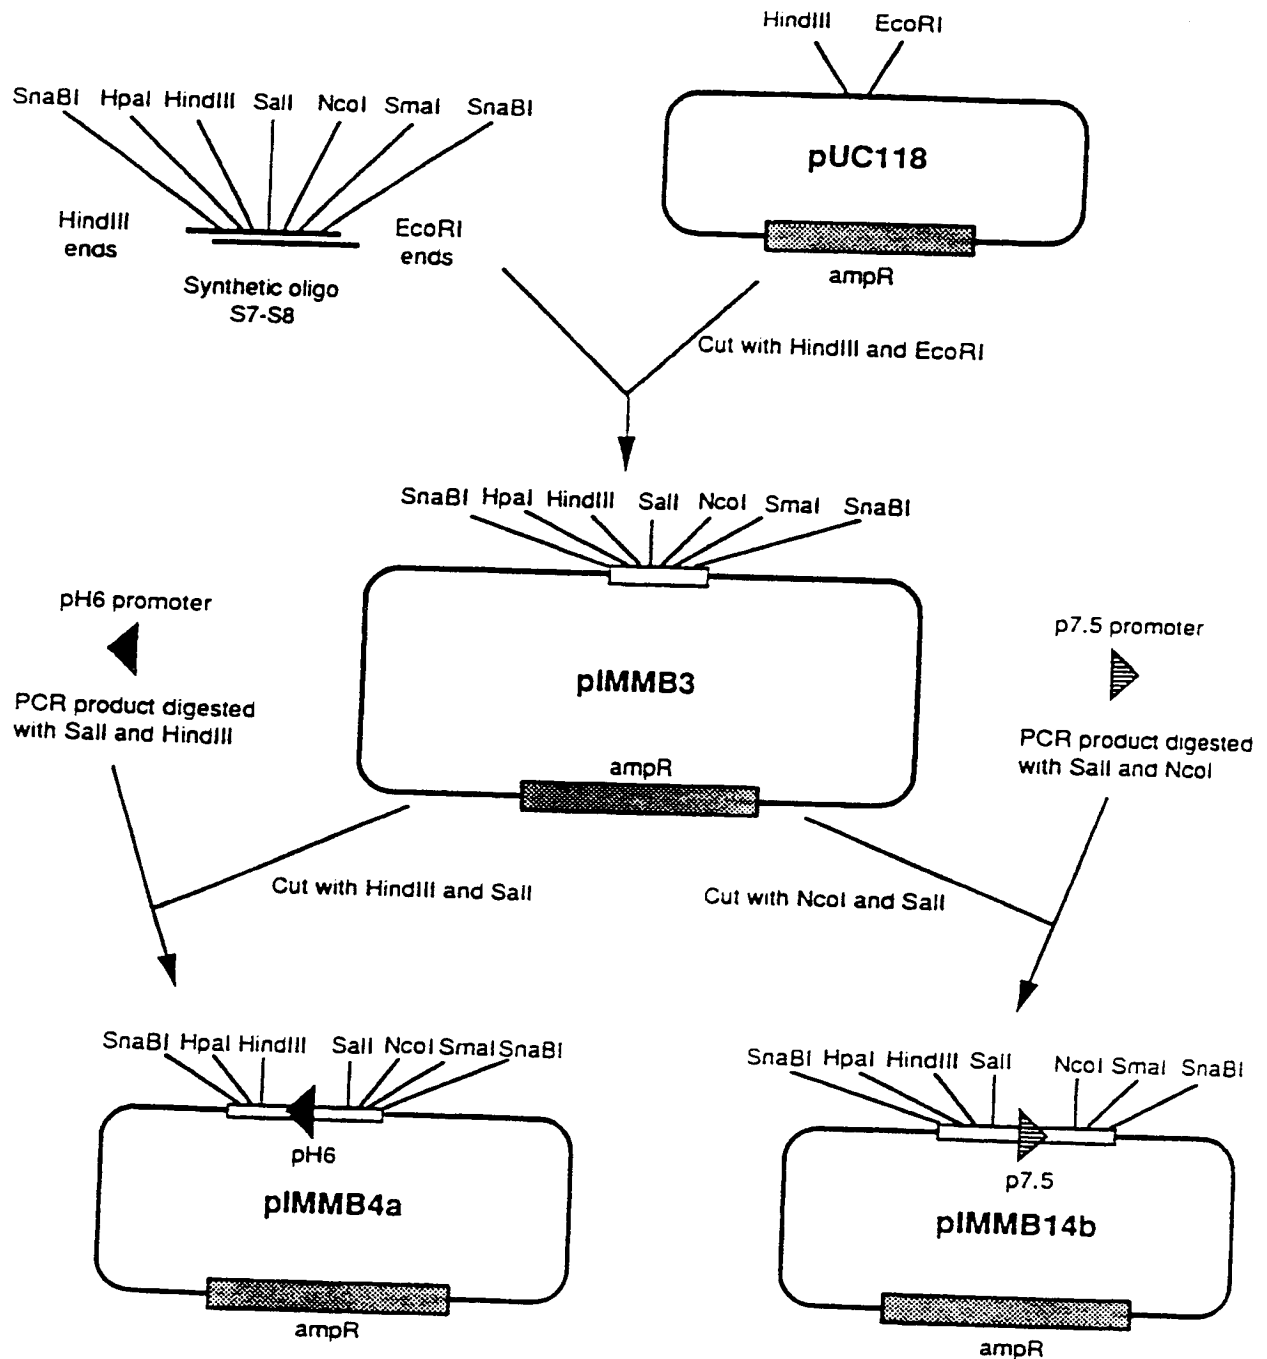 HindIII EcoRI
SnaBI HpaI HindIII SalI NcoI SmaI SnaBI
pUC118
HindIII
ends
EcoRI
ends
Synthetic oligo
S7-S8
ampR
Cut with HindIII and EcoRI
SnaBI HpaI HindIII SalI NcoI SmaI SnaBI
pH6 promoter
PCR product digested
with SalI and HindIII
pIMMB3
ampR
p7.5 promoter
PCR product digested
with SalI and NcoI
Cut with HindIII and SalI
Cut with NcoI and SalI
SnaBI HpaI HindIII SalI NcoI SmaI SnaBI
pH6
pIMMB4a
ampR
SnaBI HpaI HindIII SalI NcoI SmaI SnaBI
p7.5
pIMMB14b
ampR